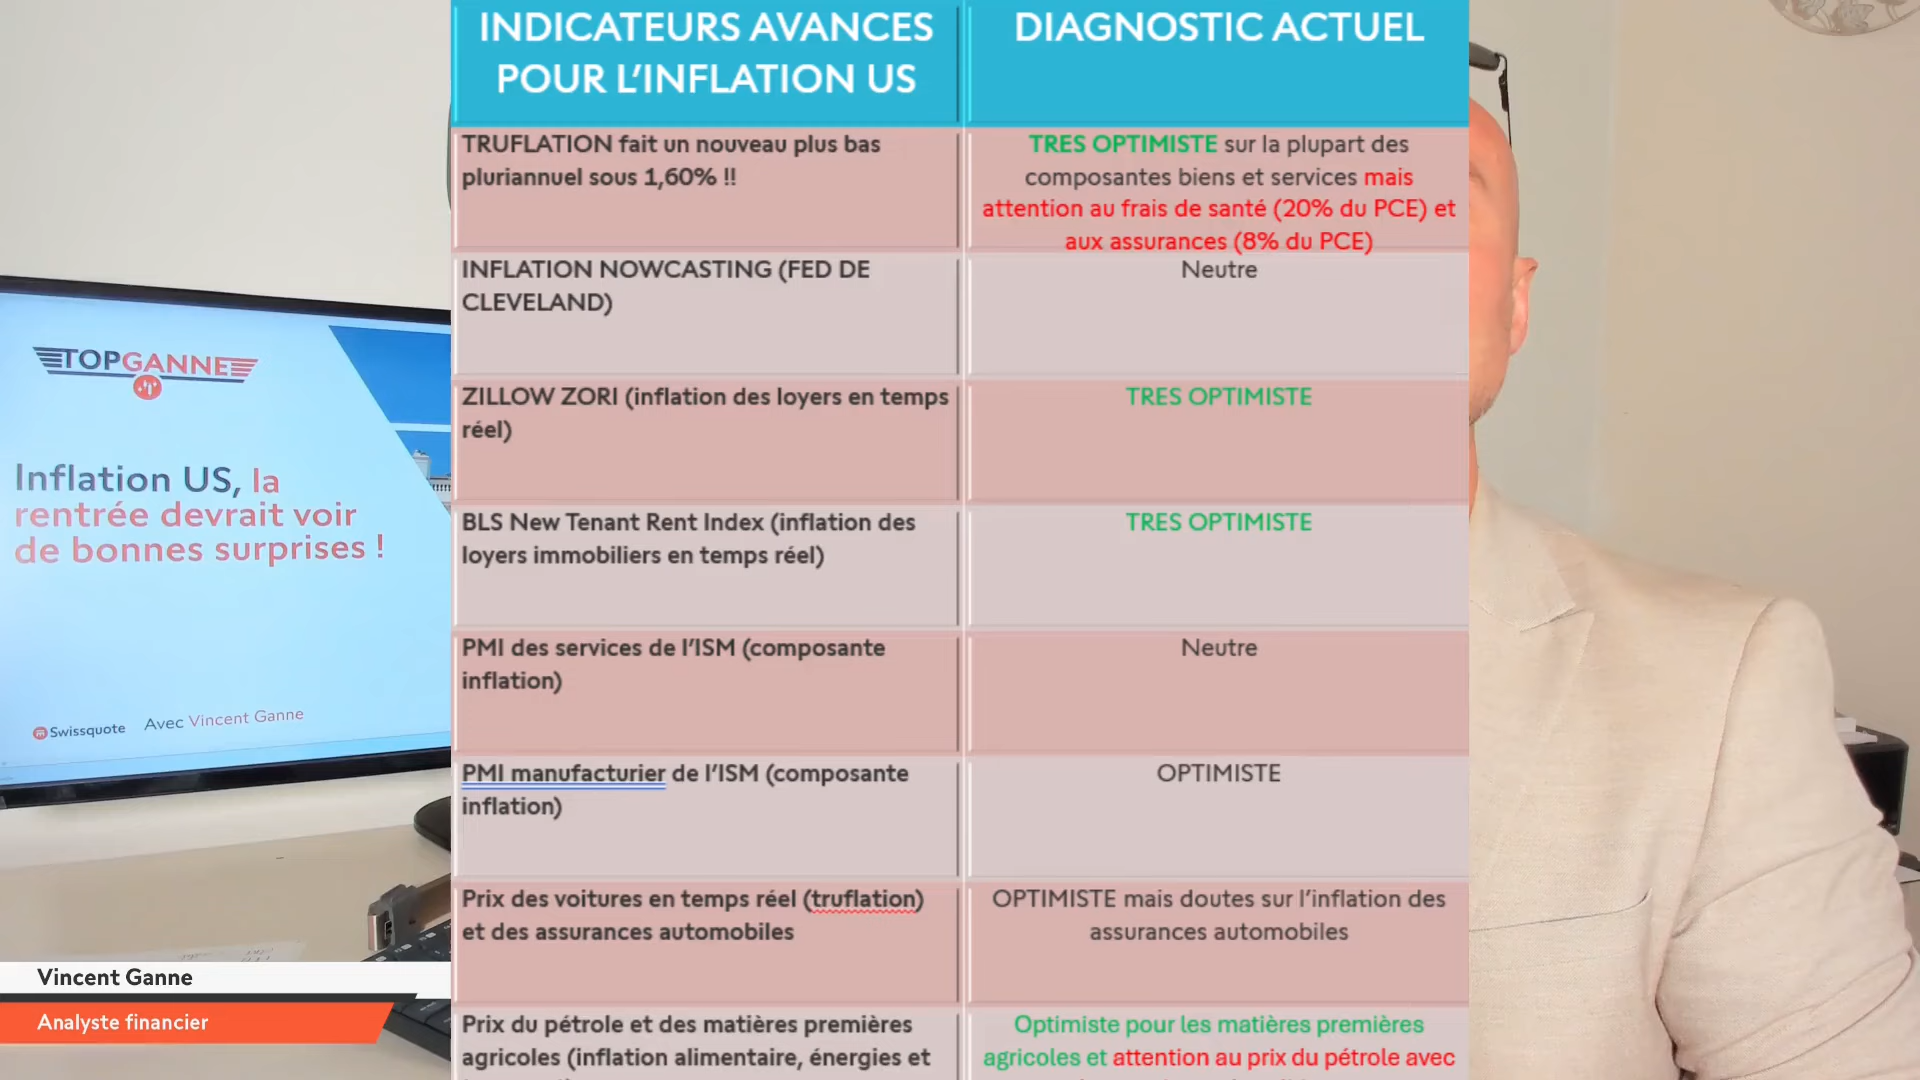 INDICATEURS AVANCES
POUR L'INFLATION US
DIAGNOSTIC ACTUEL
TRUFLATION fait un nouveau plus bas
pluriannuel sous 1,60% !!
TRES OPTIMISTE sur la plupart des
composantes biens et services mais
attention au frais de santé (20% du PCE) et
aux assurances (8% du PCE)
INFLATION NOWCASTING (FED DE
CLEVELAND)
Neutre
ZILLOW ZORI (inflation des loyers en temps
réel)
TRES OPTIMISTE
BLS New Tenant Rent Index (inflation des
loyers immobiliers en temps réel)
TRES OPTIMISTE
PMI des services de l'ISM (composante
inflation)
Neutre
PMI manufacturier de l'ISM (composante
inflation)
OPTIMISTE
Prix des voitures en temps réel (truflation)
et des assurances automobiles
OPTIMISTE mais doutes sur l'inflation des
assurances automobiles
Prix du pétrole et des matières premières
agricoles (inflation alimentaire, énergies et
Optimiste pour les matières premières
agricoles et attention au prix du pétrole avec
TOPGANNE
Inflation US, la
rentrée devrait voir
de bonnes surprises !
Swissquote Avec Vincent Ganne
Vincent Ganne
Analyste financier